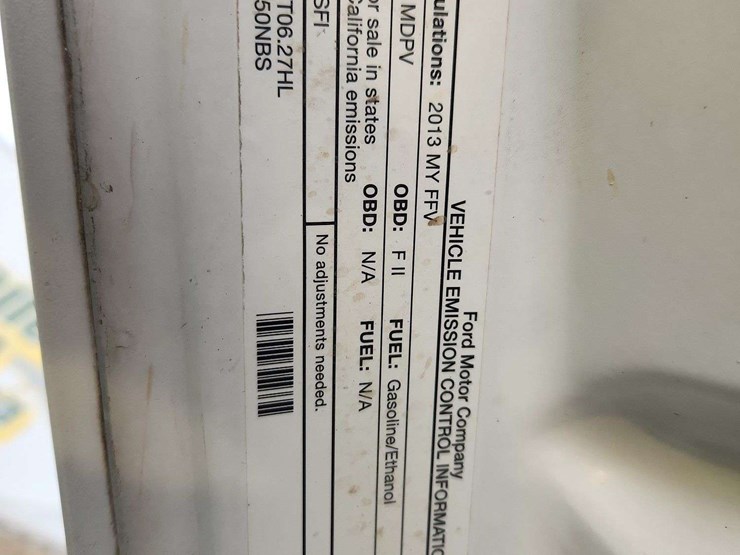 Ford Motor Company
VEHICLE EMISSION CONTROL INFORMATIO
ulations: 2013 MY FFV
MDPV OBD: F II FUEL: Gasoline/Ethanol
or sale in states OBD: N/A FUEL: N/A
California emissions
SFI No adjustments needed.
T06.27HL
50NBS